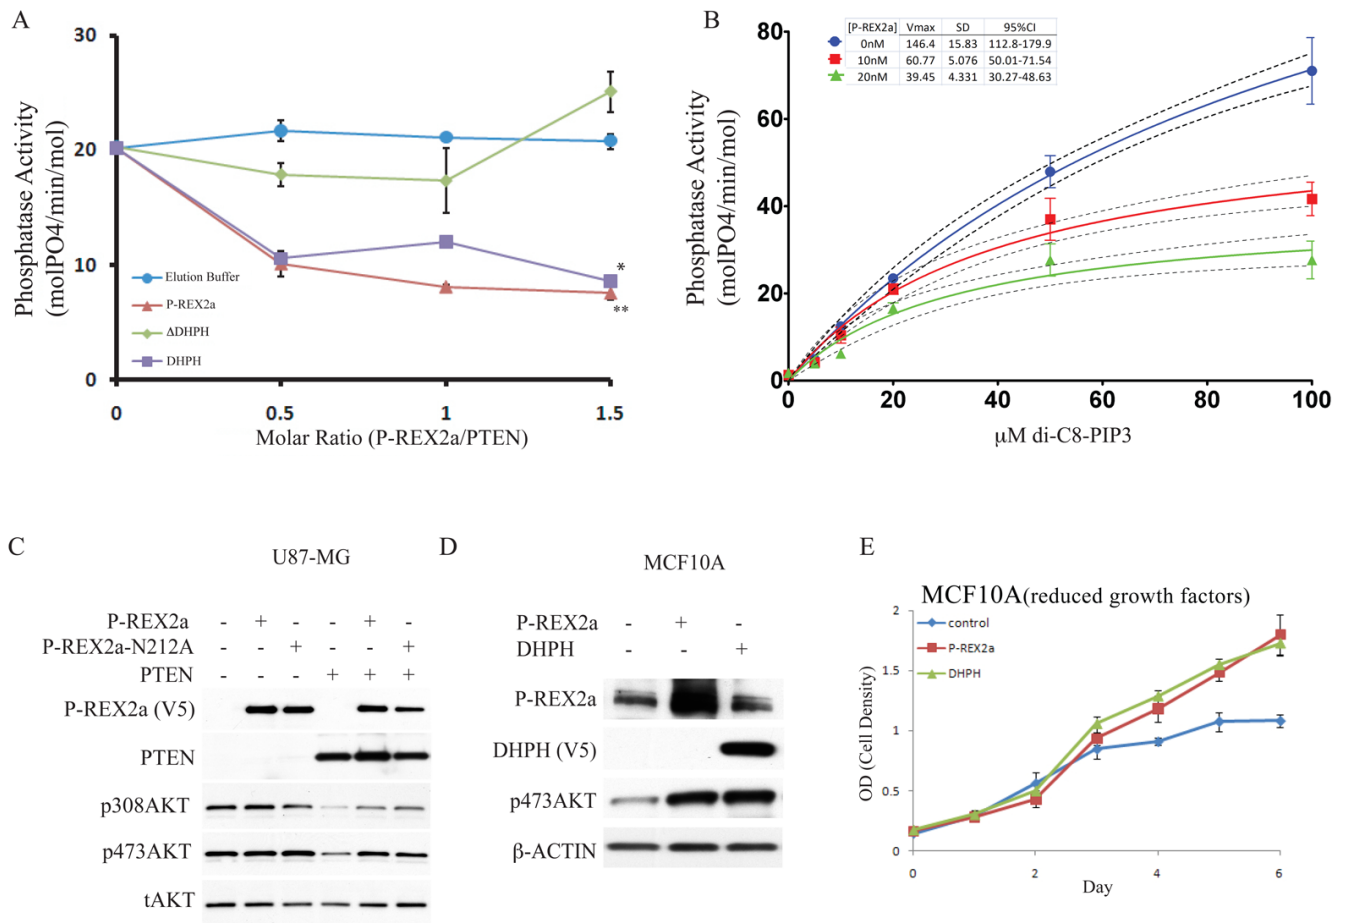 A
30
20
10
0
0
0.5
1
1.5
Phosphatase Activity
(molPO4/min/mol)
Elution Buffer
P-REX2a
ΔDHPH
DHPH
*
**
Molar Ratio (P-REX2a/PTEN)
B
[P-REX2a] Vmax SD 95%CI
0nM 146.4 15.83 112.8-179.9
10nM 60.77 5.076 50.01-71.54
20nM 39.45 4.331 30.27-48.63
80
60
40
20
0
0
20
40
60
80
100
Phosphatase Activity
(molPO4/min/mol)
μM di-C8-PIP3
C
U87-MG
P-REX2a - + - - + -
P-REX2a-N212A - - + - - +
PTEN - - - + + +
P-REX2a (V5)
PTEN
p308AKT
p473AKT
tAKT
D
MCF10A
P-REX2a - + -
DHPH - - +
P-REX2a
DHPH (V5)
p473AKT
β-ACTIN
E
MCF10A(reduced growth factors)
2
1.5
1
0.5
0
0
2
4
6
control
P-REX2a
DHPH
OD (Cell Density)
Day